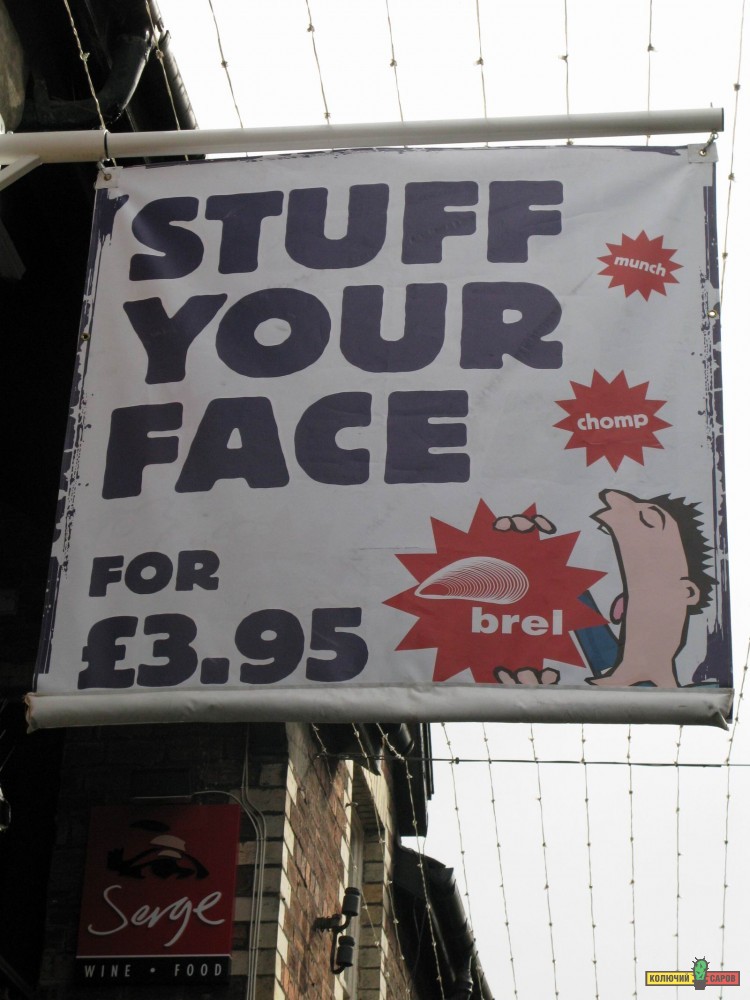 STUFF
YOUR
FACE
munch
chomp
FOR
£3.95
brel
Serge
WINE • FOOD
КОЛЮЧИЙ САРОВ